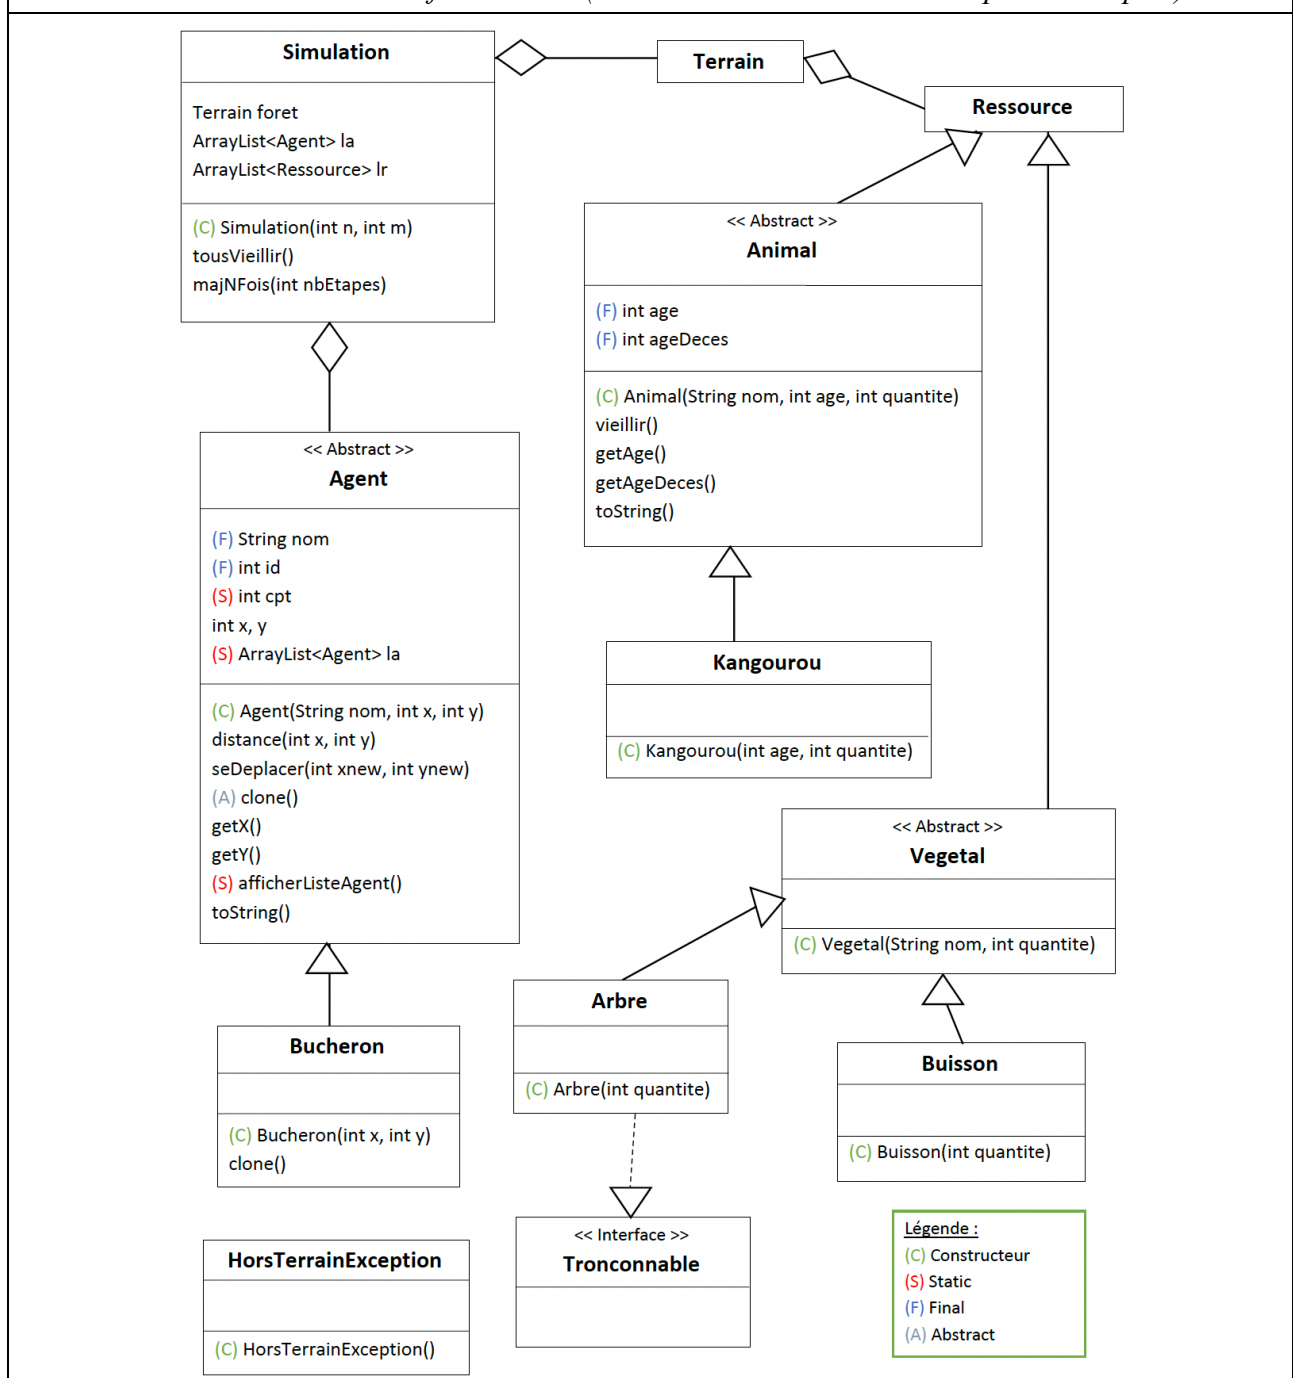 Simulation
Terrain foret
ArrayList<Agent> la
ArrayList<Ressource> lr
(C) Simulation(int n, int m)
tousVieillir()
majNFois(int nbEtapes)
Terrain
Ressource
<< Abstract >>
Animal
(F) int age
(F) int ageDeces
(C) Animal(String nom, int age, int quantite)
vieillir()
getAge()
getAgeDeces()
toString()
<< Abstract >>
Agent
(F) String nom
(F) int id
(S) int cpt
int x, y
(S) ArrayList<Agent> la
(C) Agent(String nom, int x, int y)
distance(int x, int y)
seDeplacer(int xnew, int ynew)
(A) clone()
getX()
getY()
(S) afficherListeAgent()
toString()
Kangourou
(C) Kangourou(int age, int quantite)
<< Abstract >>
Vegetal
(C) Vegetal(String nom, int quantite)
Arbre
(C) Arbre(int quantite)
Bucheron
(C) Bucheron(int x, int y)
clone()
Buisson
(C) Buisson(int quantite)
<< Interface >>
Tronconnable
HorsTerrainException
(C) HorsTerrainException()
Légende :
(C) Constructeur
(S) Static
(F) Final
(A) Abstract